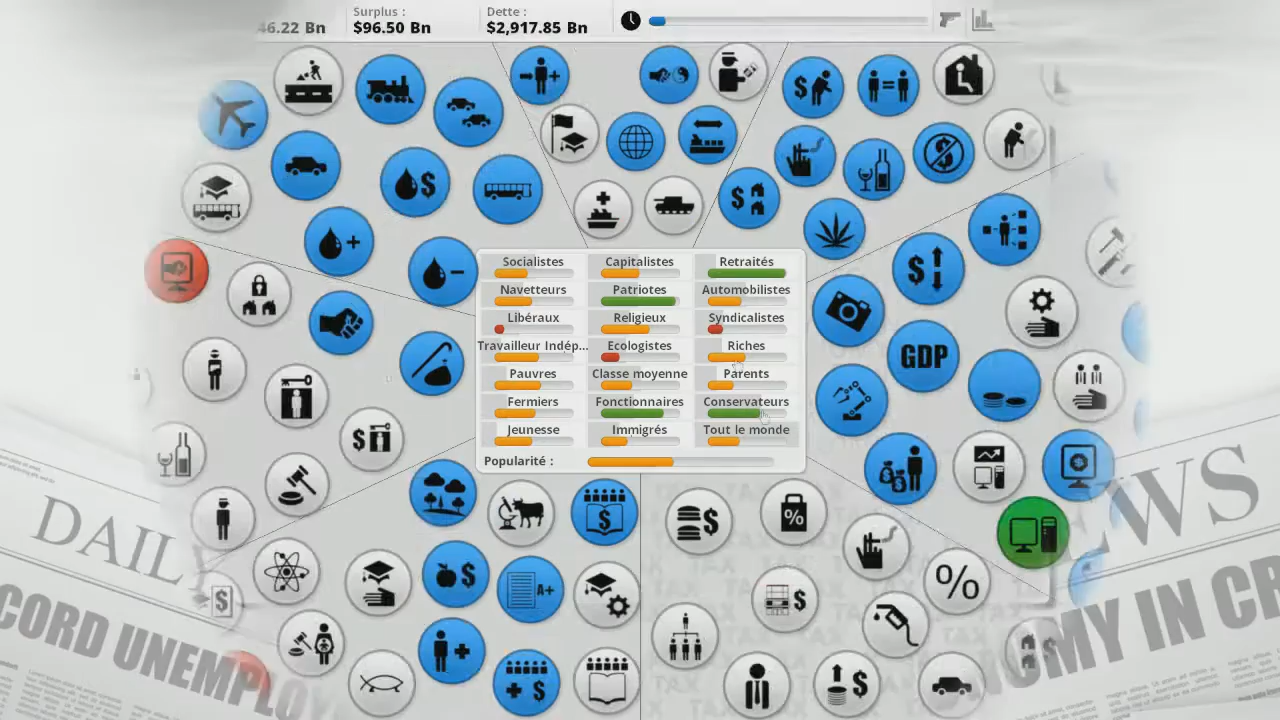 Surplus :
Dette :
46.22 Bn
$96.50 Bn
$2,917.85 Bn
Socialistes
Capitalistes
Retraités
Navetteurs
Patriotes
Automobilistes
Libéraux
Religieux
Syndicalistes
Travailleur Indép...
Ecologistes
Riches
Pauvres
Classe moyenne
Parents
Fermiers
Fonctionnaires
Conservateurs
Jeunesse
Immigrés
Tout le monde
Popularité :
GDP
A+
%
DAILY
NEWS
CORD UNEMPLO
NOMY IN CR